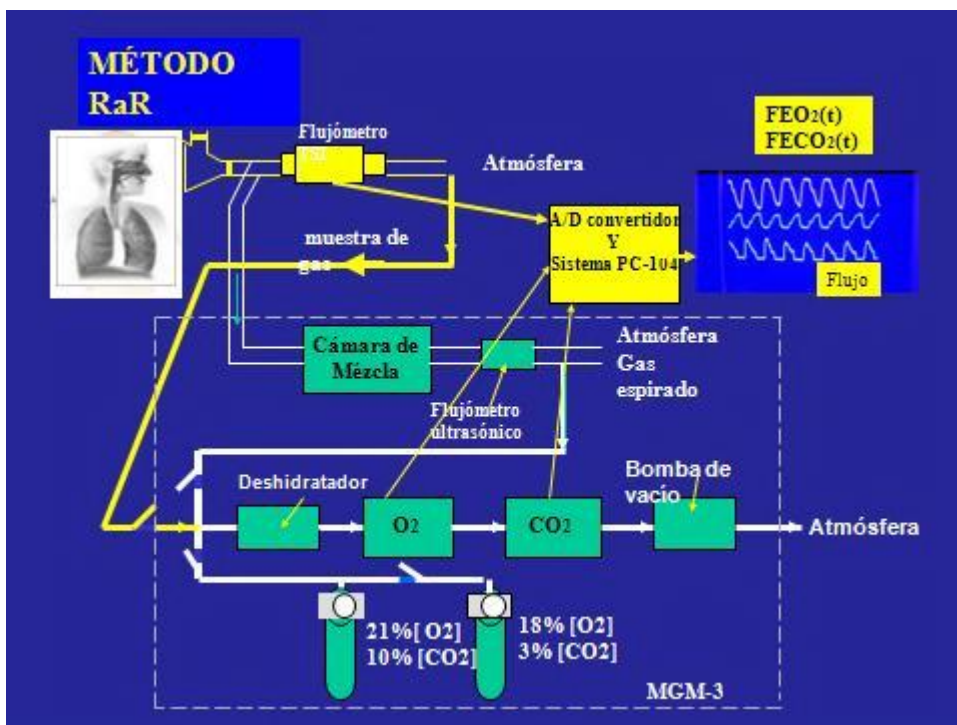 MÉTODO
RaR
Flujómetro
TSI
Atmósfera
FEO2(t)
FECO2(t)
muestra de
gas
A/D convertidor
Y
Sistema PC-104
Flujo
Cámara de
Mézcla
Atmósfera
Gas
espirado
Flujómetro
ultrasónico
Deshidratador
Bomba de
vacío
O2
CO2
Atmósfera
21%[ O2]
10% [CO2]
18% [O2]
3% [CO2]
MGM-3